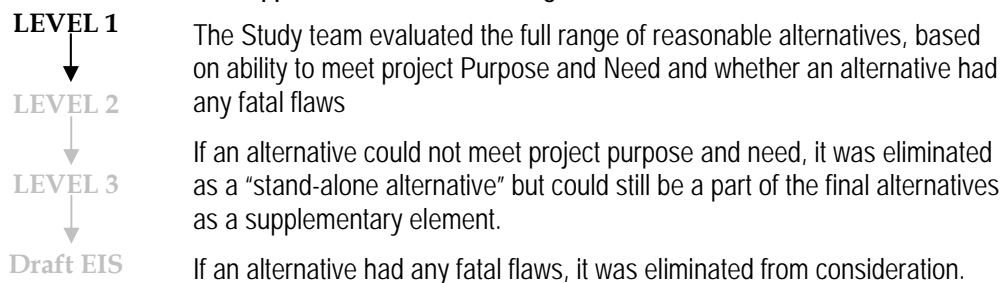 LEVEL 1
LEVEL 2
LEVEL 3
Draft EIS
The Study team evaluated the full range of reasonable alternatives, based
on ability to meet project Purpose and Need and whether an alternative had
any fatal flaws
If an alternative could not meet project purpose and need, it was eliminated
as a “stand-alone alternative” but could still be a part of the final alternatives
as a supplementary element.
If an alternative had any fatal flaws, it was eliminated from consideration.